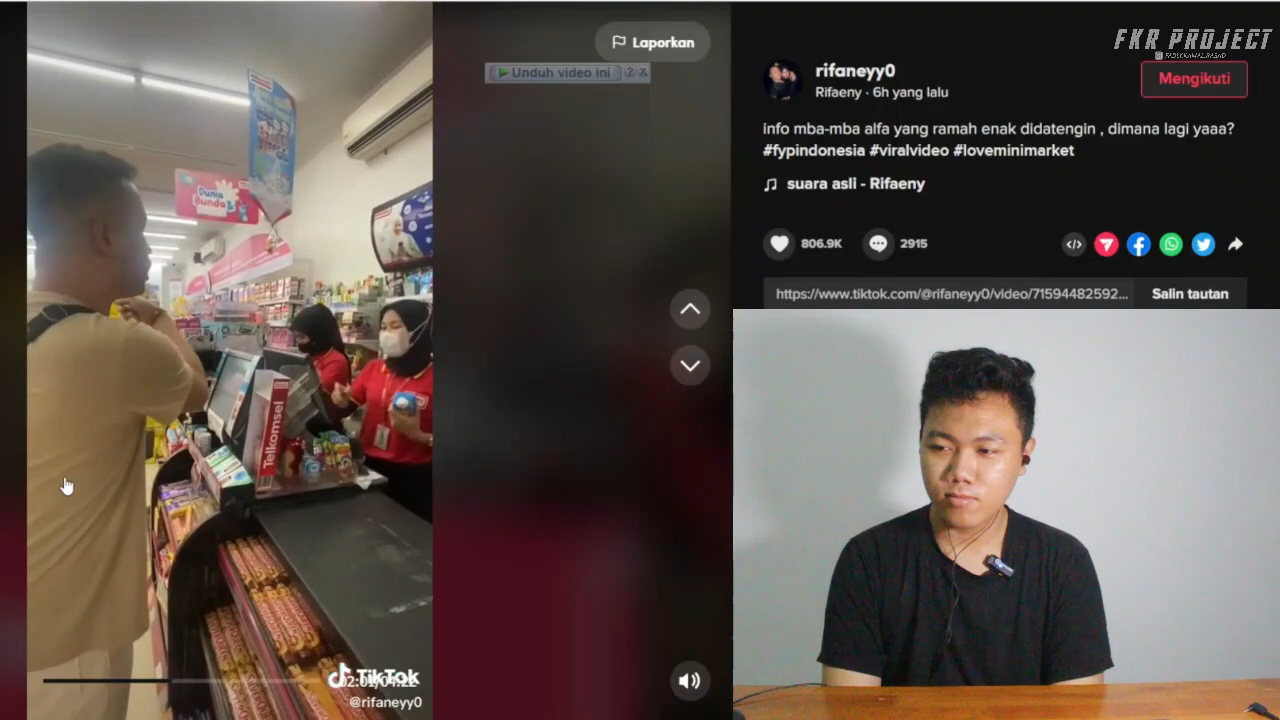 Laporkan
Unduh video ini
Dunia
Bunda
Telkomsel
TikTok
@rifaneyy0
FKR PROJECT
rifaneyy0
Rifaeny · 6h yang lalu
Mengikuti
info mba-mba alfa yang ramah enak didatengin , dimana lagi yaaa?
#fypindonesia #viralvideo #loveminimarket
suara asli - Rifaeny
806.9K
2915
https://www.tiktok.com/@rifaneyy0/video/71594482592...
Salin tautan